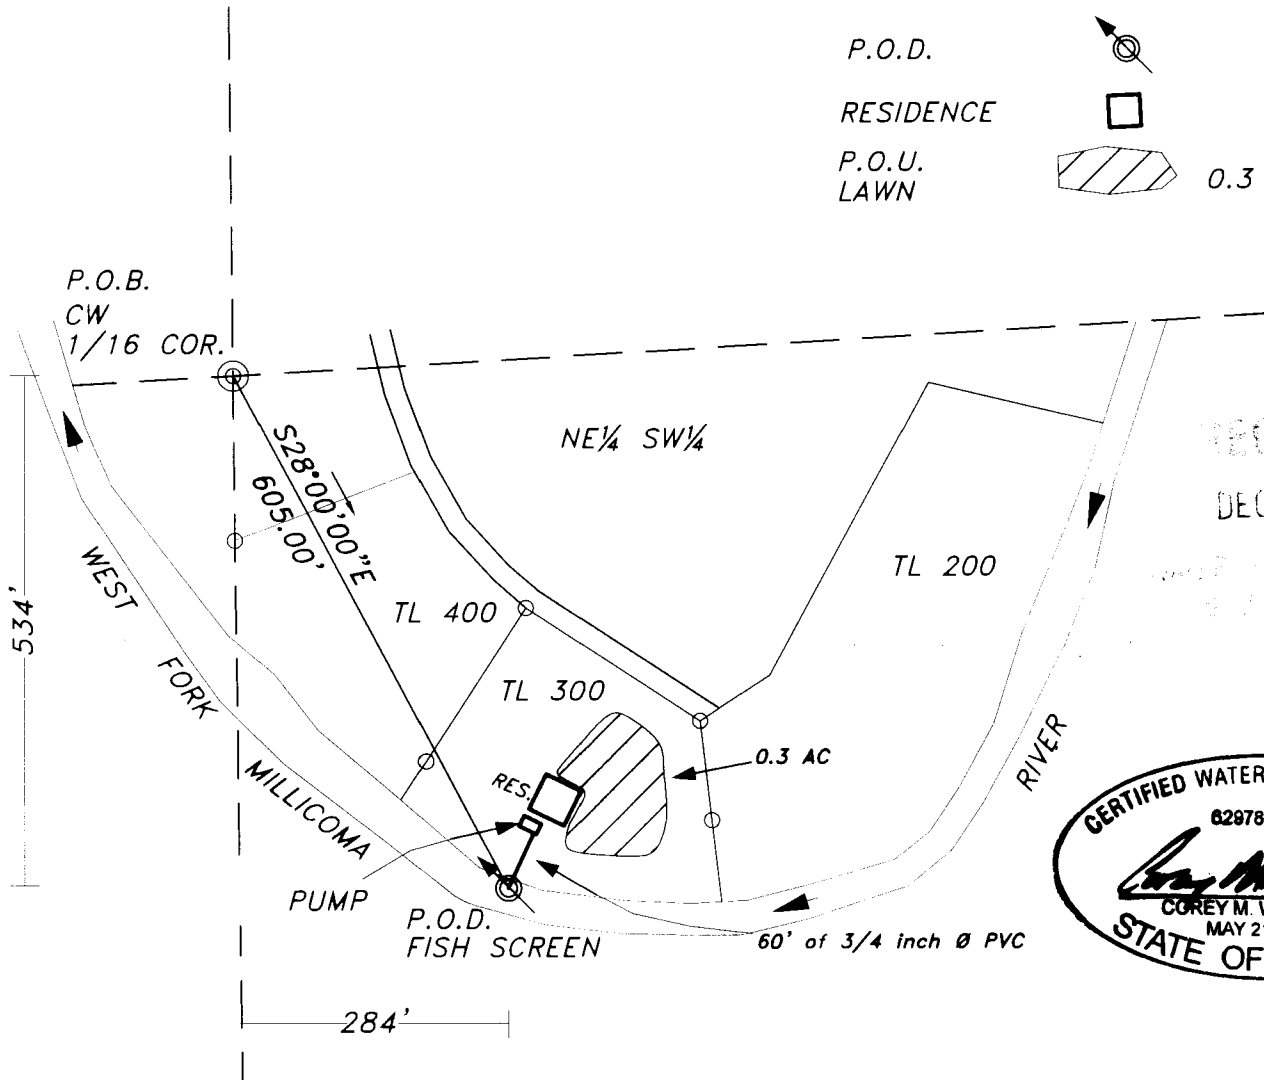 P.O.D.
RESIDENCE
P.O.U.
LAWN
0.3
P.O.B.
CW
1/16 COR.
S28°00'00"E
605.00'
NE¼ SW¼
534'
WEST
FORK
MILLICOMA
RIVER
TL 400
TL 300
TL 200
0.3 AC
RES.
PUMP
P.O.D.
FISH SCREEN
60' of 3/4 inch Ø PVC
284'
CERTIFIED WATER
62978
COREY M.
MAY 2
STATE OF